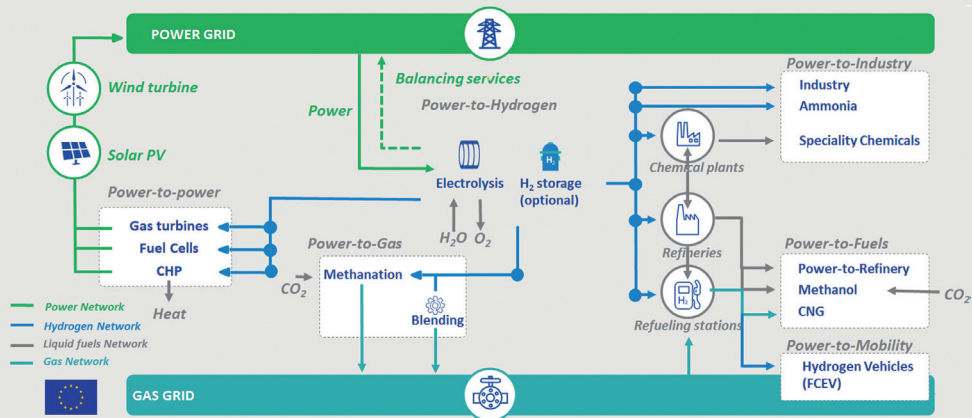 POWER GRID
Wind turbine
Solar PV
Power-to-power
Gas turbines
Fuel Cells
CHP
Heat
Power
Balancing services
Power-to-Hydrogen
Electrolysis
H₂
H₂ storage
(optional)
H₂O
O₂
Power-to-Gas
CO₂
Methanation
Blending
Chemical plants
Refineries
H₂
Refueling stations
Power-to-Industry
Industry
Ammonia
Speciality Chemicals
Power-to-Fuels
Power-to-Refinery
Methanol
CNG
CO₂
Power-to-Mobility
Hydrogen Vehicles
(FCEV)
Power Network
Hydrogen Network
Liquid fuels Network
Gas Network
GAS GRID